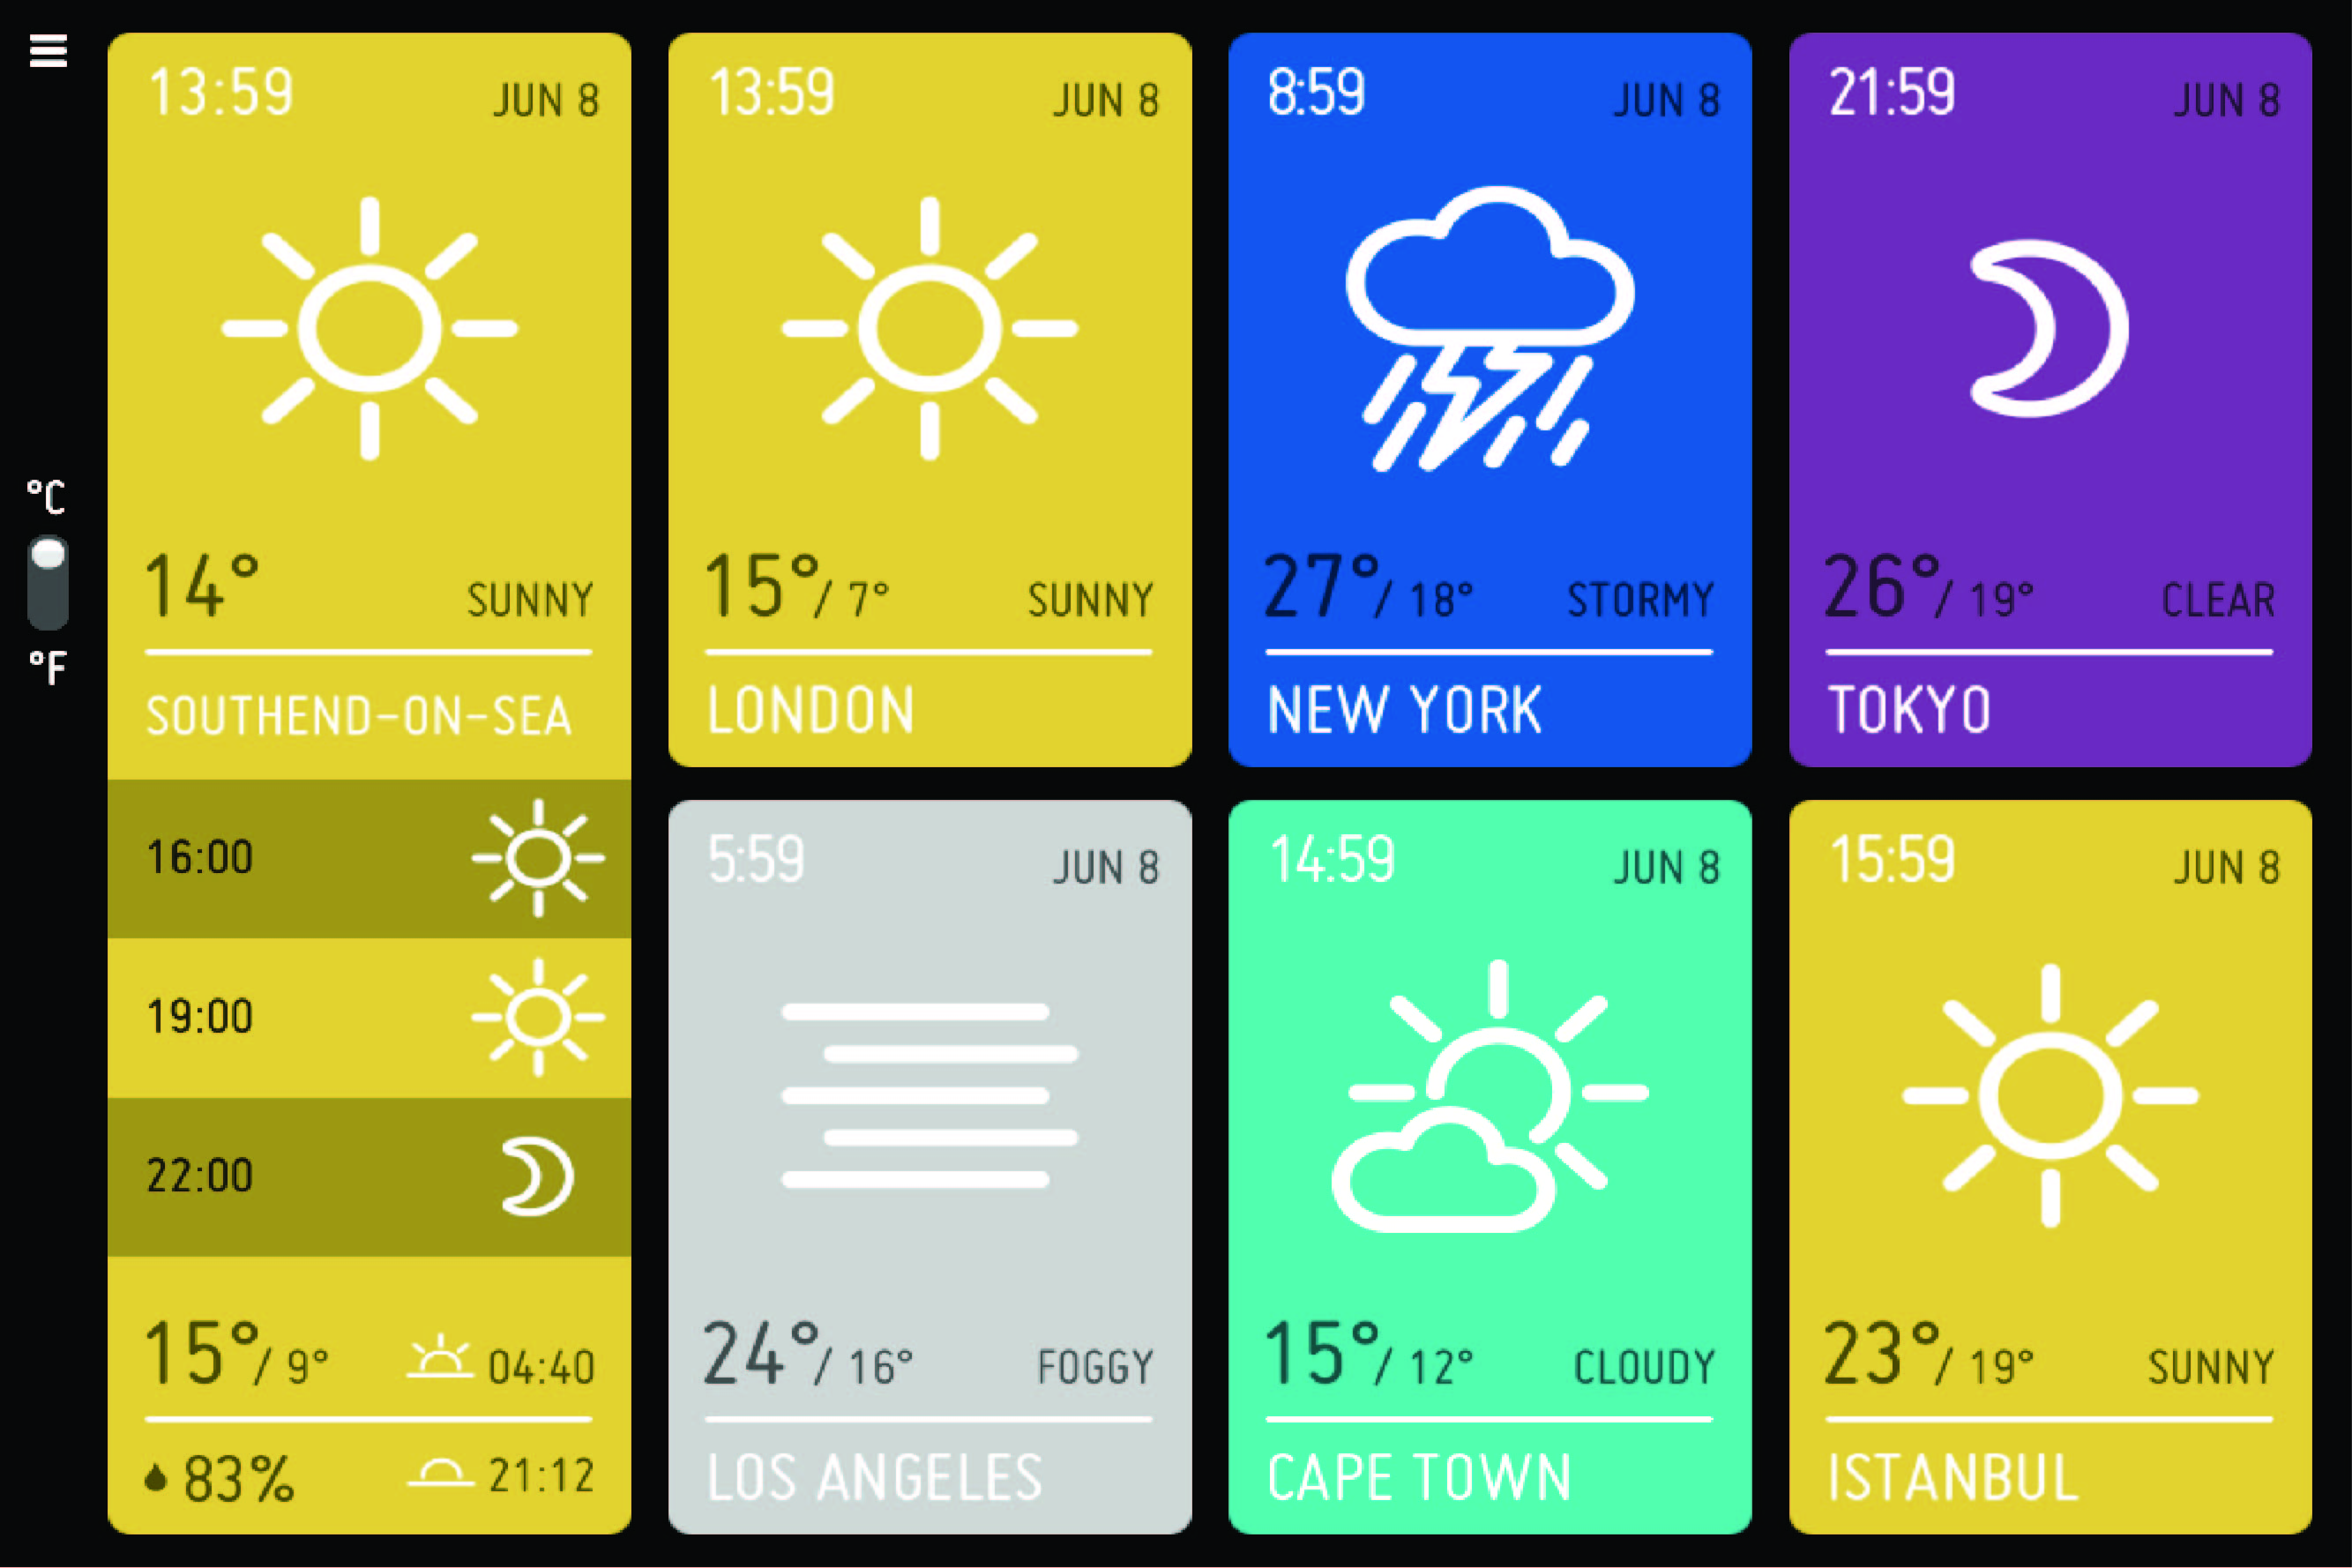 °C
°F
13:59 JUN 8
14° SUNNY
SOUTHEND-ON-SEA
16:00
19:00
22:00
15°/ 9° 04:40
83% 21:12
13:59 JUN 8
15°/ 7° SUNNY
LONDON
8:59 JUN 8
27°/ 18° STORMY
NEW YORK
21:59 JUN 8
26°/ 19° CLEAR
TOKYO
5:59 JUN 8
24°/ 16° FOGGY
LOS ANGELES
14:59 JUN 8
15°/ 12° CLOUDY
CAPE TOWN
15:59 JUN 8
23°/ 19° SUNNY
ISTANBUL